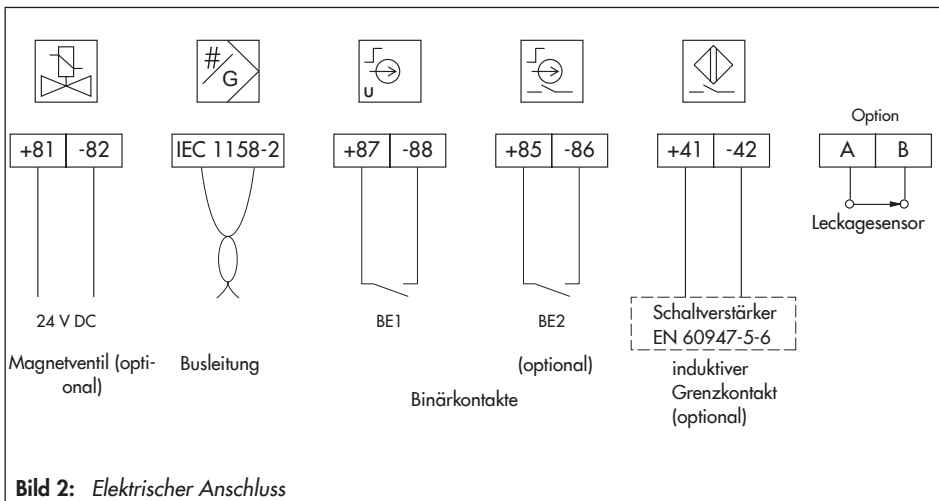 #
G
U
+81 -82
IEC 1158-2
+87 -88
+85 -86
+41 -42
Option
A B
Leckagesensor
24 V DC
BE1
BE2
Schaltverstärker
EN 60947-5-6
Magnetventil (opti-
onal)
Busleitung
(optional)
Binärkontakte
induktiver
Grenzkontakt
(optional)
Bild 2: Elektrischer Anschluss